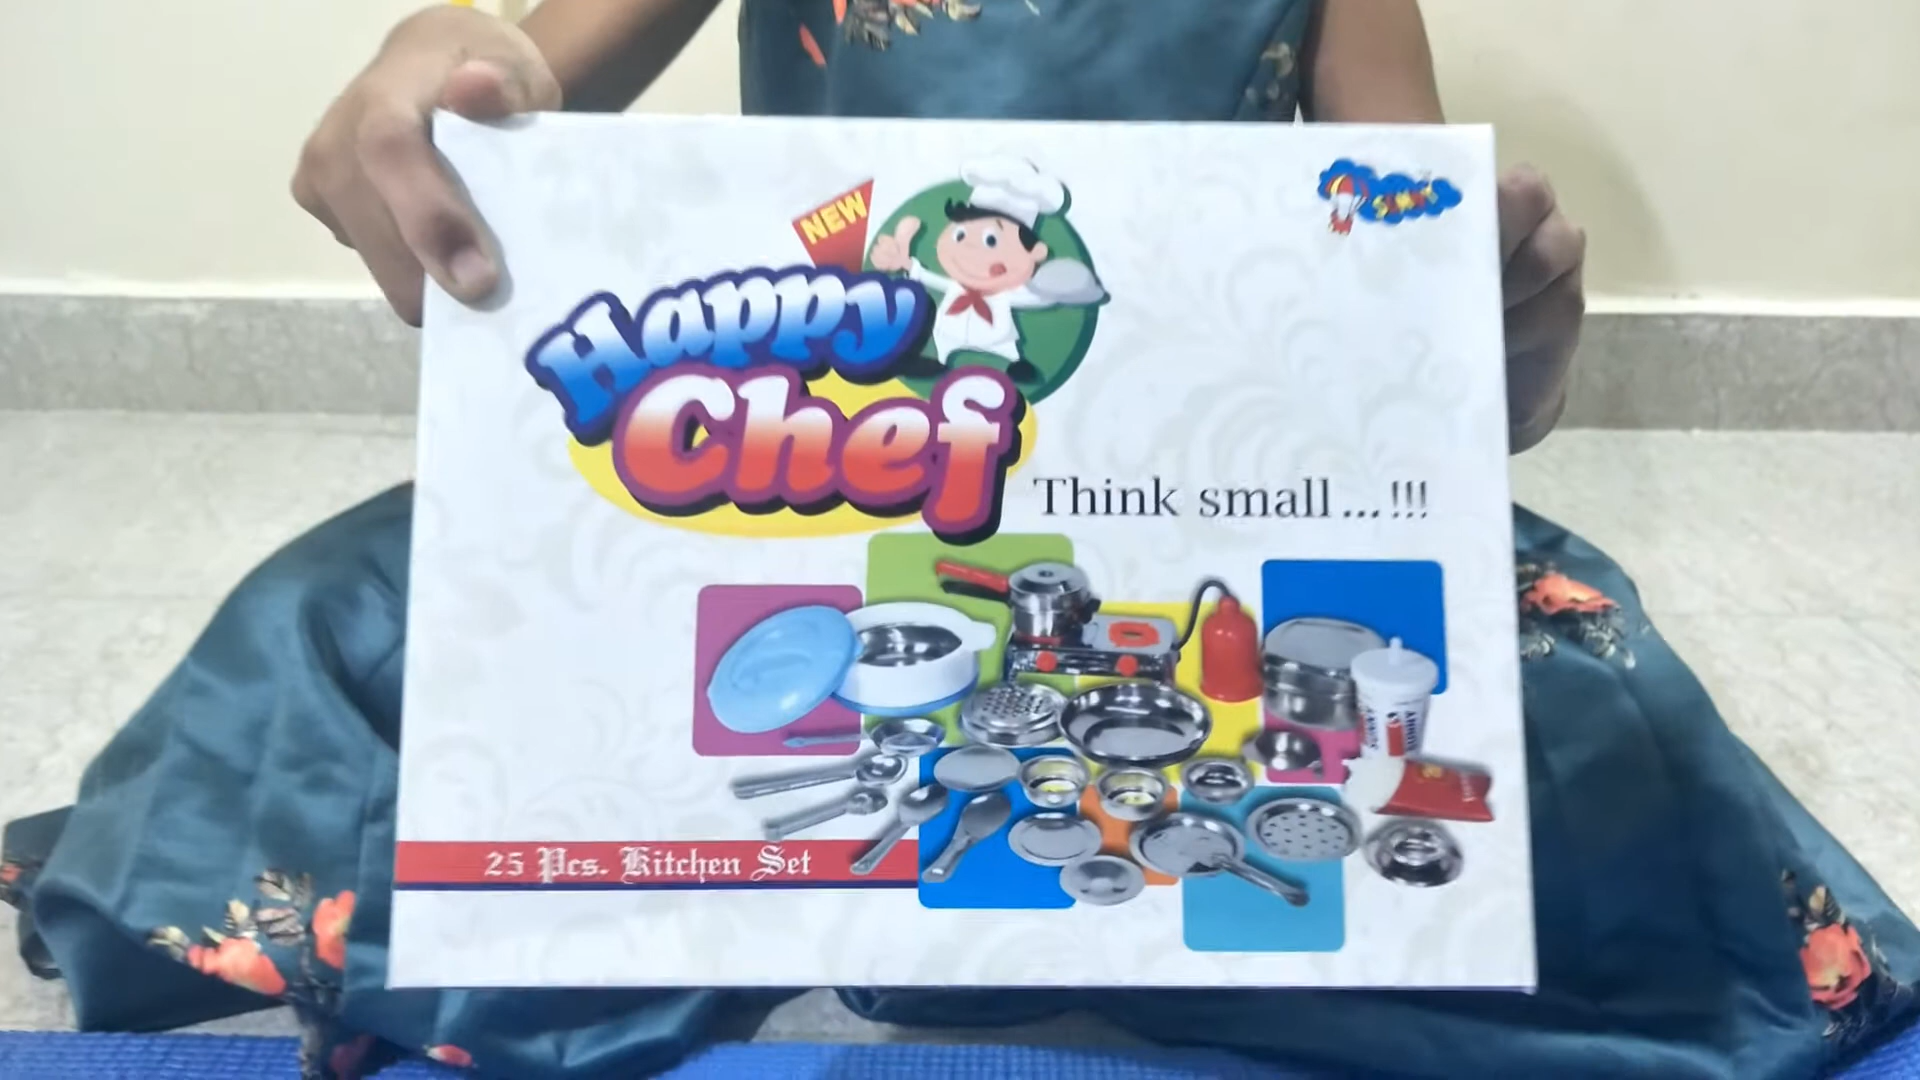 NEW
Happy
Chef
Think small...!!!
25 Pcs. Kitchen Set